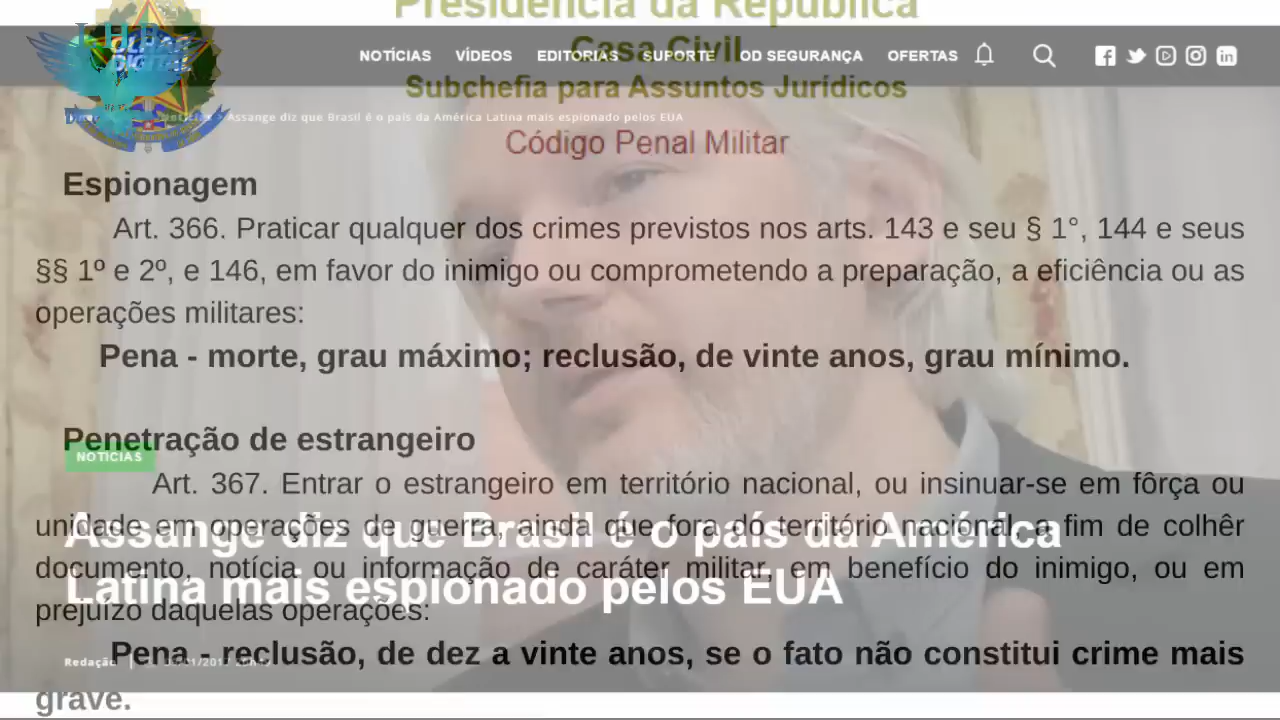 Presidência da República
Casa Civil
Subchefia para Assuntos Jurídicos
Código Penal Militar
OLHAR
DIGITAL
NOTÍCIAS VÍDEOS EDITORIAS SUPORTE OD SEGURANÇA OFERTAS
Assange diz que Brasil é o país da América Latina mais espionado pelos EUA
Espionagem
Art. 366. Praticar qualquer dos crimes previstos nos arts. 143 e seu § 1°, 144 e seus
§§ 1º e 2º, e 146, em favor do inimigo ou comprometendo a preparação, a eficiência ou as
operações militares:
Pena - morte, grau máximo; reclusão, de vinte anos, grau mínimo.
Penetração de estrangeiro
NOTÍCIAS
Art. 367. Entrar o estrangeiro em território nacional, ou insinuar-se em fôrça ou
unidade em operações de guerra, ainda que fora do território nacional, a fim de colhêr
documento, notícia ou informação de caráter militar, em benefício do inimigo, ou em
prejuízo daquelas operações:
Assange diz que Brasil é o país da América
Latina mais espionado pelos EUA
Pena - reclusão, de dez a vinte anos, se o fato não constitui crime mais
grave.
Redação